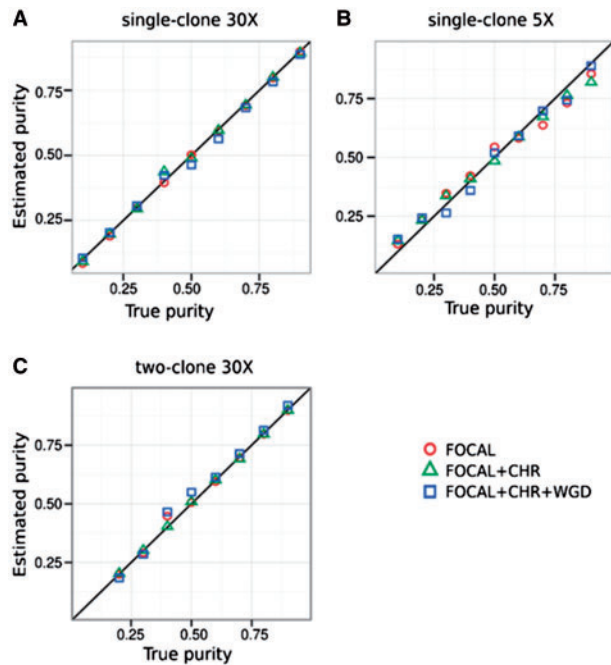 A
single-clone 30X
Estimated purity
0.75
0.50
0.25
0.25
0.50
0.75
True purity
B
single-clone 5X
Estimated purity
0.75
0.50
0.25
0.25
0.50
0.75
True purity
C
two-clone 30X
Estimated purity
0.75
0.50
0.25
0.25
0.50
0.75
True purity
FOCAL
FOCAL+CHR
FOCAL+CHR+WGD